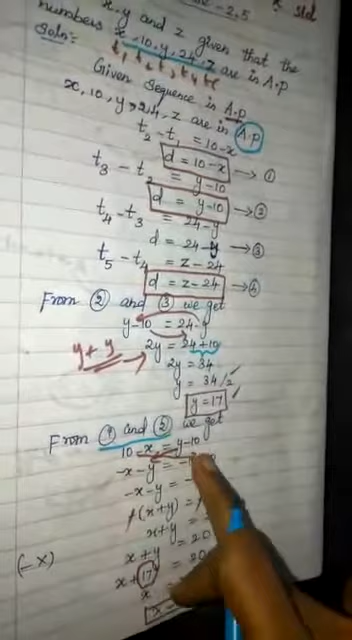 x, y and z given that the
numbers x, 10, y, 24, z are in A.P
Soln:-
t₁ t₂ t₃ t₄ t₅
Given Sequence is A.P
x, 10, y, 24, z are in A.P
t₂ - t₁ = 10-x
d = 10-x → ①
t₃ - t₂ = y-10
d = y-10 → ②
t₄ - t₃ = 24-y
d = 24-y → ③
t₅ - t₄ = z-24
d = z-24 → ④
From ② and ③ we get
y-10 = 24-y
y+y → 2y = 24+10
2y = 34
y = 34/2
y = 17
From ① and ② we get
10-x = y-10
-x-y =
-x-y =
(x+y) =
x+y = 20
x+y = 20
(-x) x+17
x